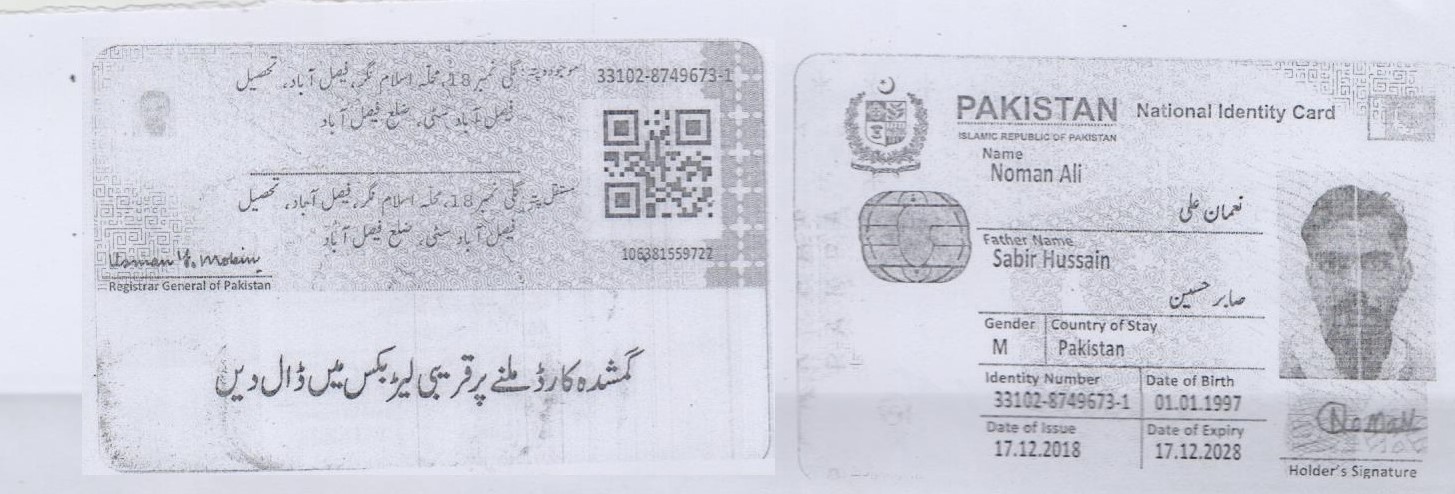 33102-8749673-1
موجودہ پتہ: گلی نمبر 18، محلہ اسلام نگر، فیصل آباد، تحصیل
فیصل آباد سٹی، ضلع فیصل آباد
مستقل پتہ: گلی نمبر 18، محلہ اسلام نگر، فیصل آباد، تحصیل
فیصل آباد سٹی، ضلع فیصل آباد
106381559722
Usman Y. Mobin
Registrar General of Pakistan
گمشدہ کارڈ ملنے پر قریبی لیٹر بکس میں ڈال دیں
PAKISTAN National Identity Card
ISLAMIC REPUBLIC OF PAKISTAN
Name
Noman Ali
نعمان علی
Father Name
Sabir Hussain
صابر حسین
Gender Country of Stay
M Pakistan
Identity Number Date of Birth
33102-8749673-1 01.01.1997
Date of Issue Date of Expiry
17.12.2018 17.12.2028
Noman
Holder's Signature